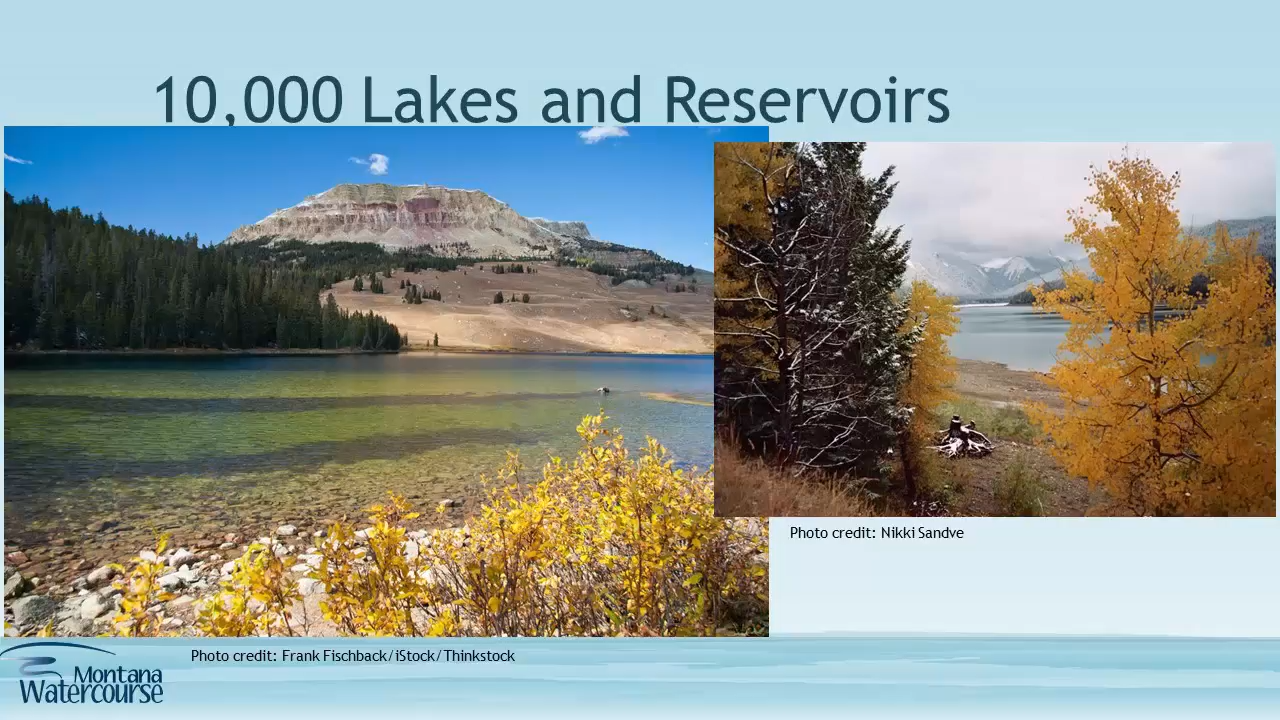 10,000 Lakes and Reservoirs
Photo credit: Nikki Sandve
Photo credit: Frank Fischback/iStock/Thinkstock
Montana
Watercourse